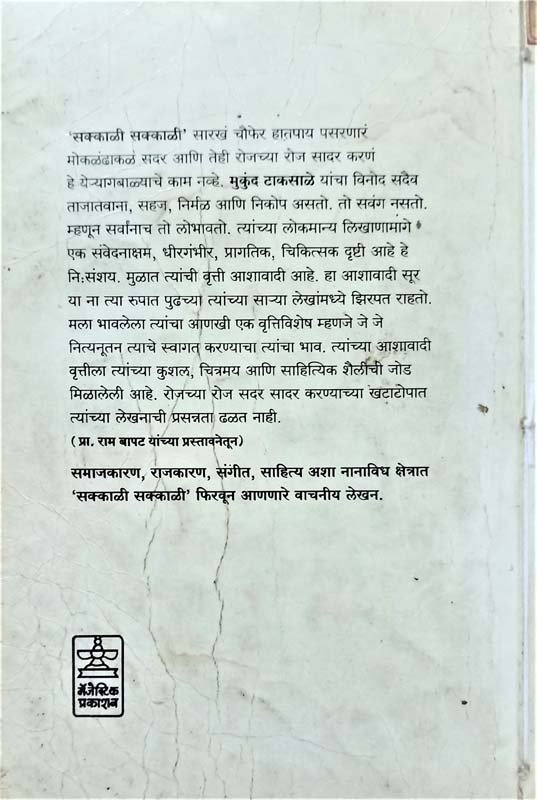 'सक्काळी सक्काळी' सारखं चौफेर हातपाय पसरणारं
मोकळंढाकळं सदर आणि तेही रोजच्या रोज सादर करणं
हे येऱ्यागबाळ्याचे काम नव्हे. मुकुंद टाकसाळे यांचा विनोद सदैव
ताजातवाना, सहज, निर्मळ आणि निकोप असतो. तो सवंग नसतो.
म्हणून सर्वांनाच तो लोभावतो. त्यांच्या लोकमान्य लिखाणामागे
एक संवेदनाक्षम, धीरगंभीर, प्रागतिक, चिकित्सक दृष्टी आहे हे
नि:संशय. मुळात त्यांची वृत्ती आशावादी आहे. हा आशावादी सूर
या ना त्या रुपात पुढच्या त्यांच्या साऱ्या लेखांमध्ये झिरपत राहतो.
मला भावलेला त्यांचा आणखी एक वृत्तिविशेष म्हणजे जे जे
नित्यनूतन त्याचे स्वागत करण्याचा त्यांचा भाव. त्यांच्या आशावादी
वृत्तीला त्यांच्या कुशल, चित्रमय आणि साहित्यिक शैलीची जोड
मिळालेली आहे. रोजच्या रोज सदर सादर करण्याच्या खटाटोपात
त्यांच्या लेखनाची प्रसन्नता ढळत नाही.
(प्रा. राम बापट यांच्या प्रस्तावनेतून)
समाजकारण, राजकारण, संगीत, साहित्य अशा नानाविध क्षेत्रात
'सक्काळी सक्काळी' फिरवून आणणारे वाचनीय लेखन.
मॅजेस्टिक
प्रकाशन